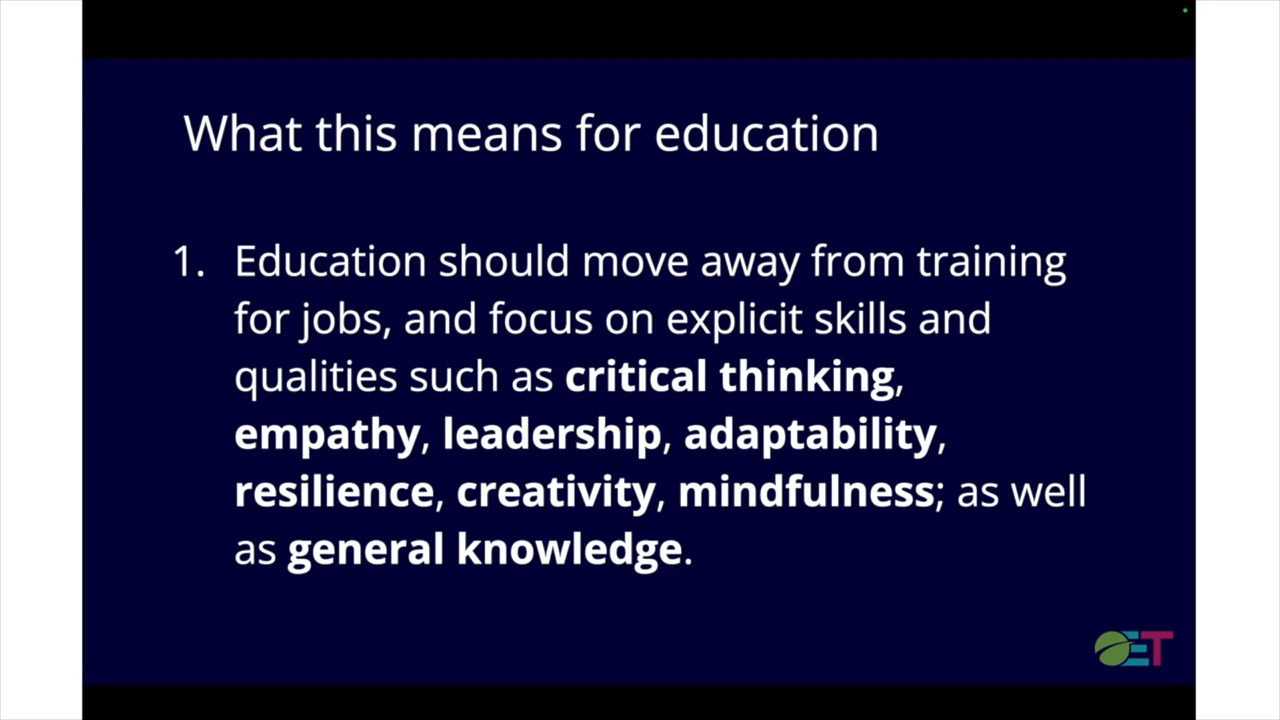 What this means for education
1. Education should move away from training
for jobs, and focus on explicit skills and
qualities such as critical thinking,
empathy, leadership, adaptability,
resilience, creativity, mindfulness; as well
as general knowledge.
ET